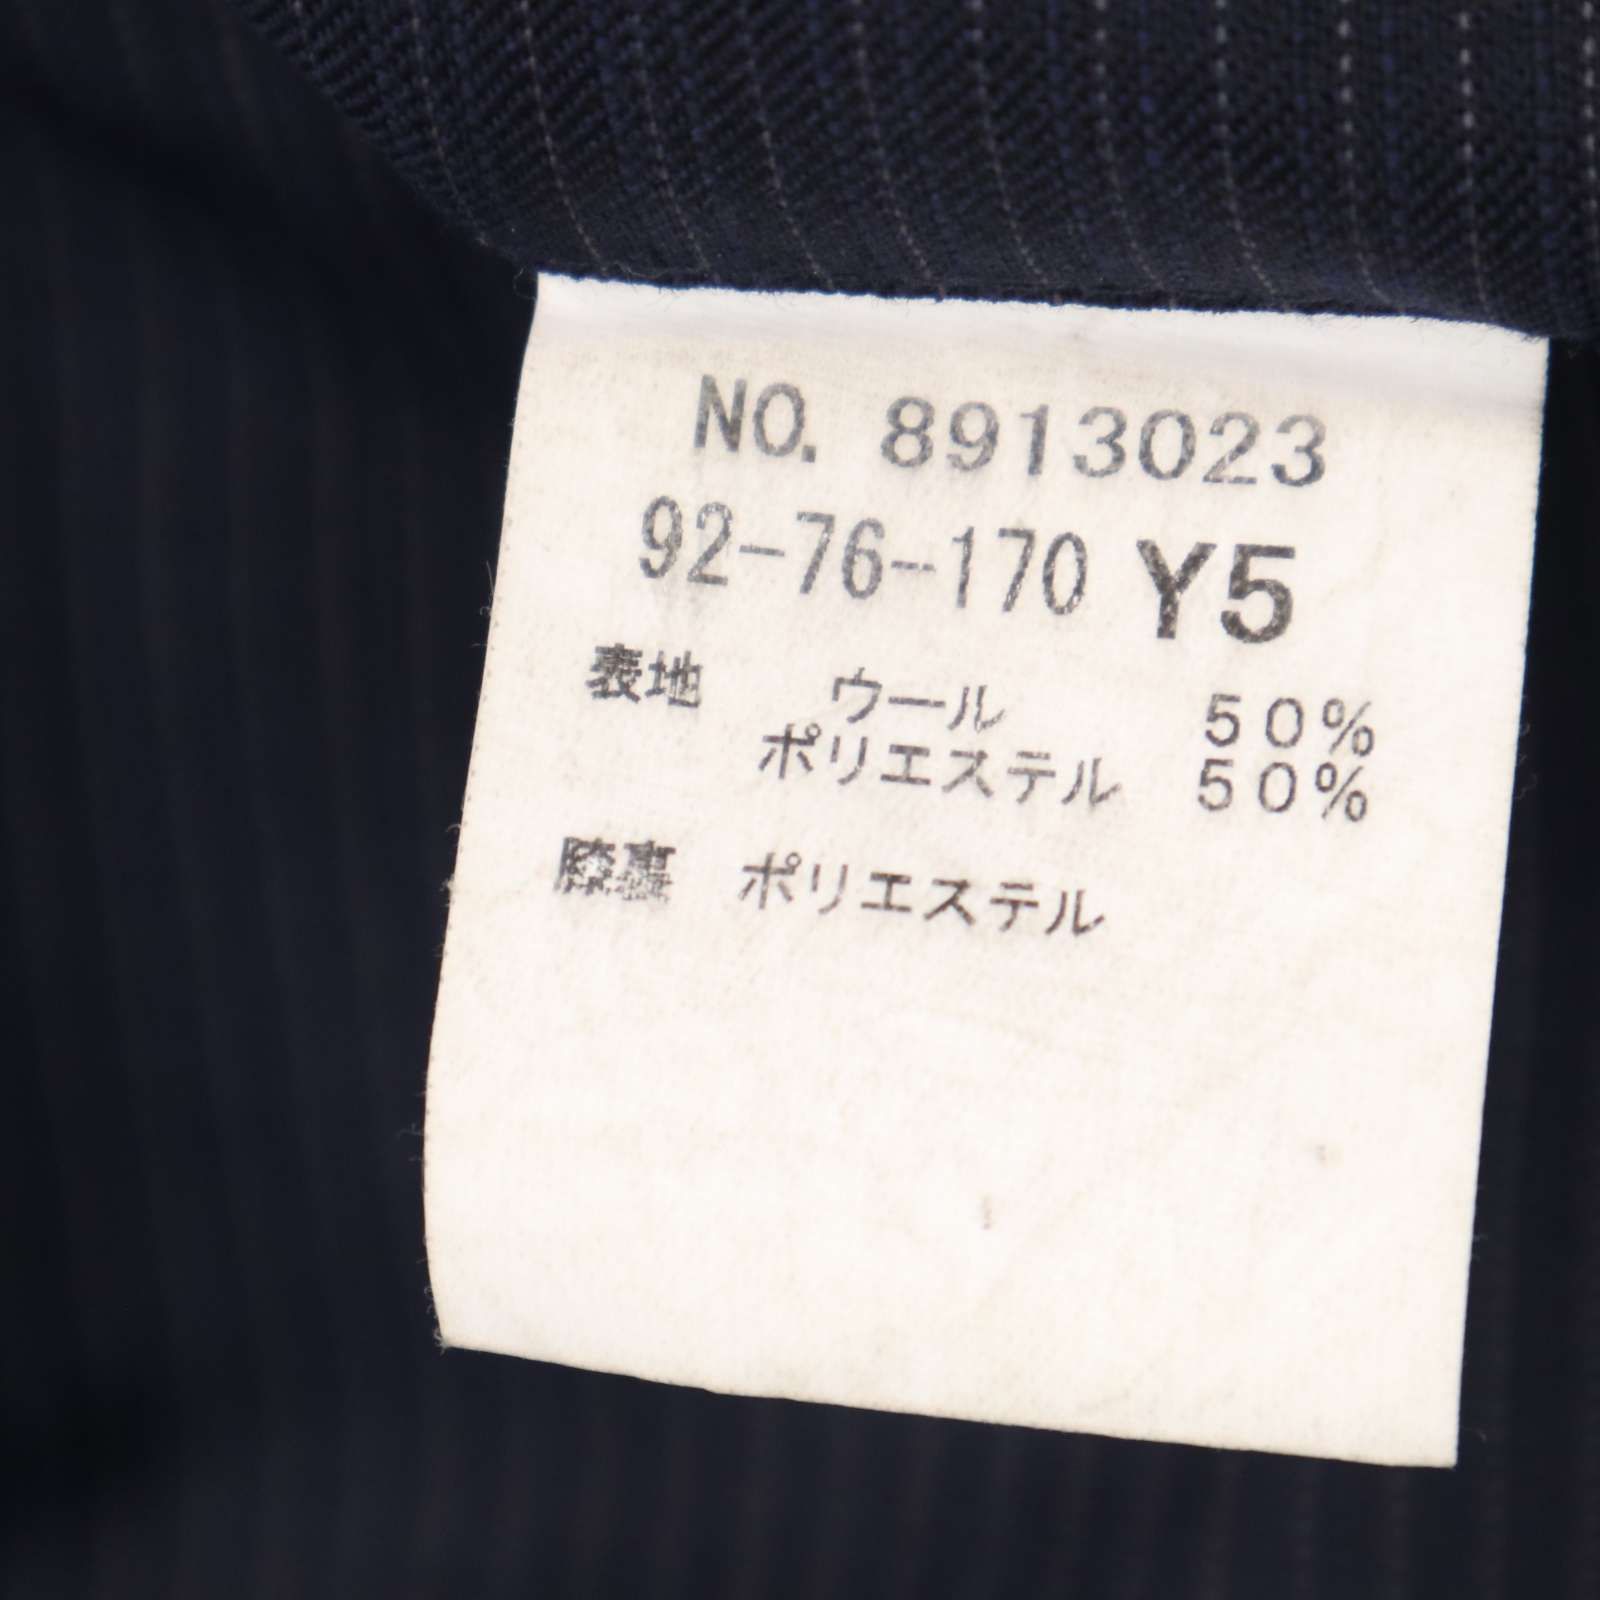 NO. 8913023
92-76-170 Y5
表地 ウール 50%
ポリエステル 50%
膝裏 ポリエステル